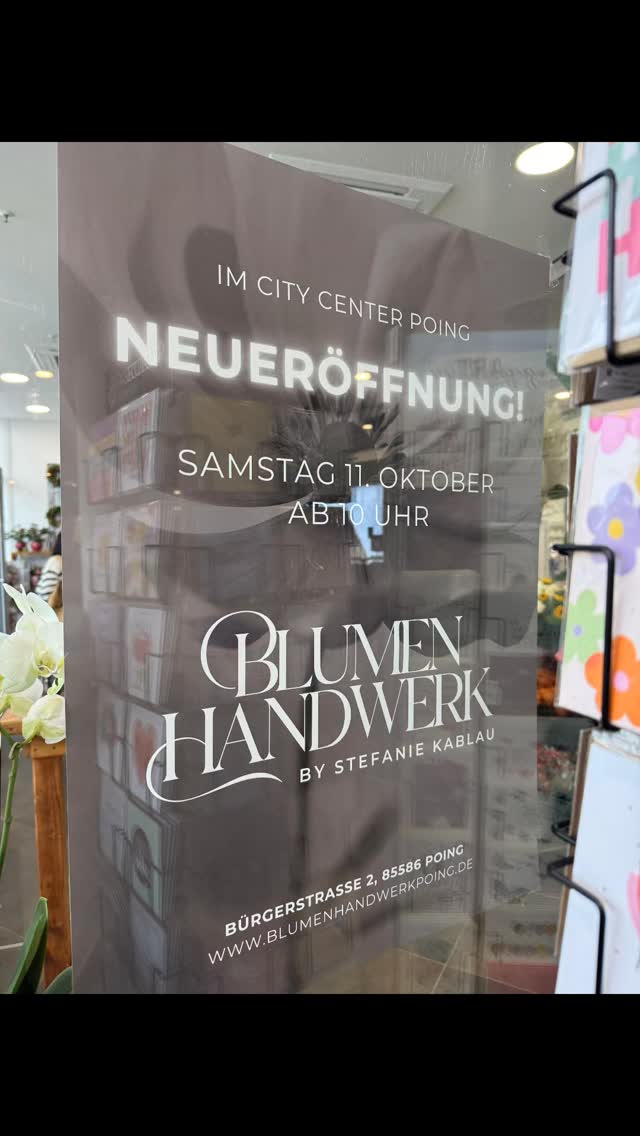 IM CITY CENTER POING
NEUERÖFFNUNG!
SAMSTAG 11. OKTOBER
AB 10 UHR
BLUMEN
HANDWERK
BY STEFANIE KABLAU
BÜRGERSTRASSE 2, 85586 POING
WWW.BLUMENHANDWERKPOING.DE